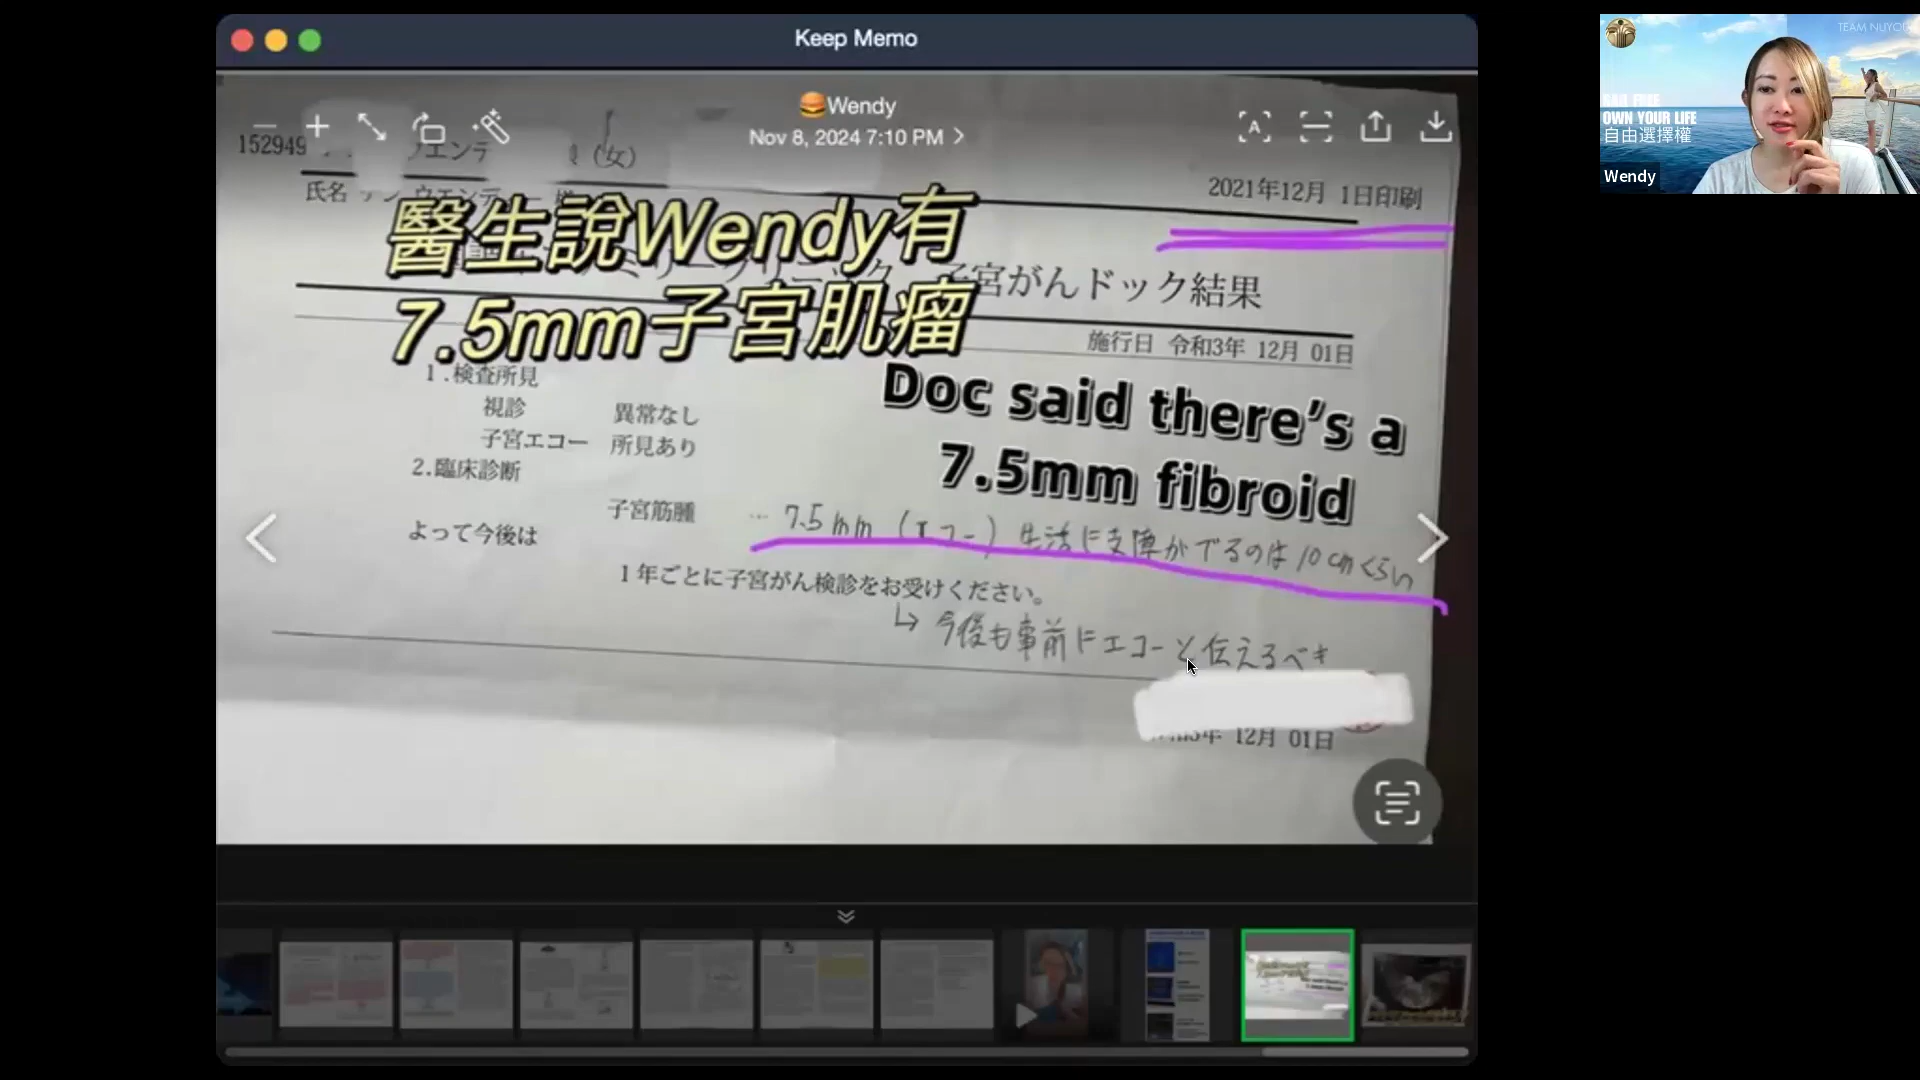 Keep Memo
🍔Wendy
Nov 8, 2024 7:10 PM
152949
(女)
氏名
2021年12月 1日印刷
醫生說Wendy有
7.5mm子宮肌瘤
子宮がんドック結果
施行日 令和3年 12月 01日
1.検査所見
視診 異常なし
子宮エコー 所見あり
2.臨床診断
Doc said there's a
7.5mm fibroid
子宮筋腫 … 7.5mm (エコー) 生活に支障がでるのは10cmくらい
よって今後は
1年ごとに子宮がん検診をお受けください。
↳ 今後も事前にエコーと伝えるべき
12月 01日
TEAM NUYOU
OWN YOUR LIFE
自由選擇權
Wendy